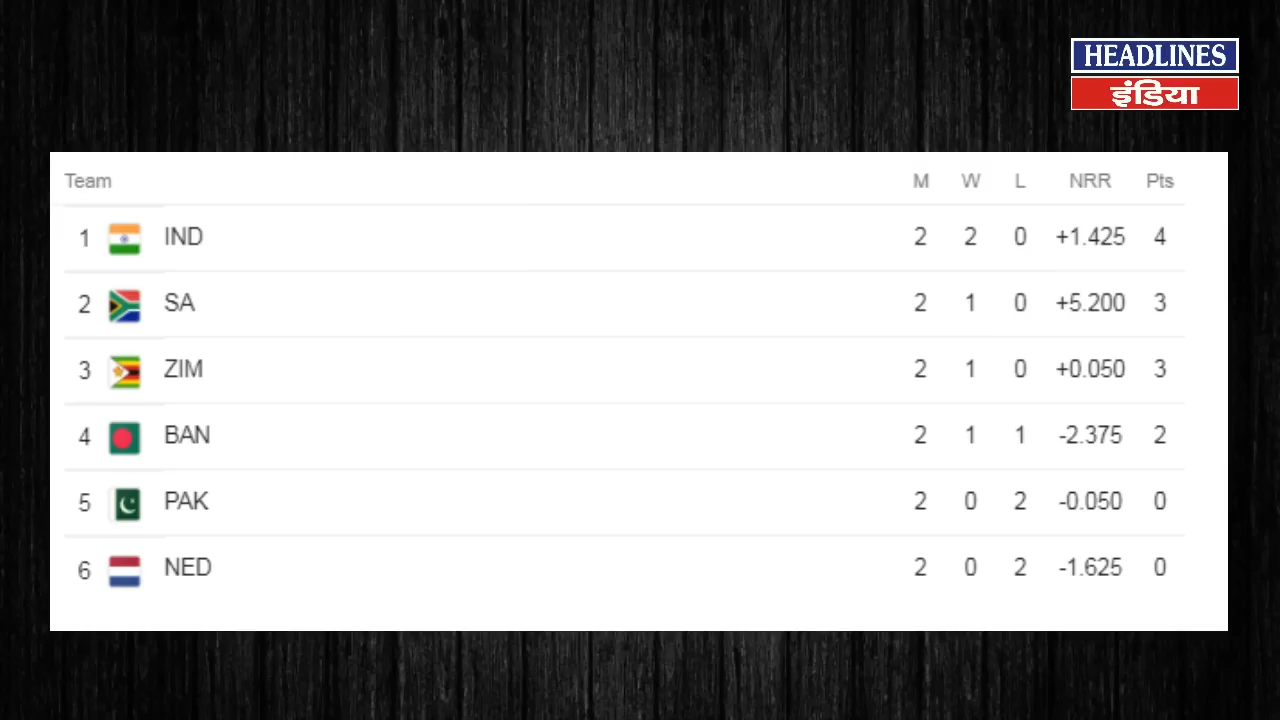 HEADLINES
इंडिया
Team M W L NRR Pts
1 IND 2 2 0 +1.425 4
2 SA 2 1 0 +5.200 3
3 ZIM 2 1 0 +0.050 3
4 BAN 2 1 1 -2.375 2
5 PAK 2 0 2 -0.050 0
6 NED 2 0 2 -1.625 0